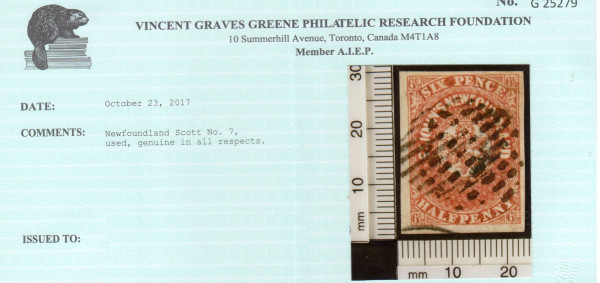 No. G 25279
VINCENT GRAVES GREENE PHILATELIC RESEARCH FOUNDATION
10 Summerhill Avenue, Toronto, Canada M4T1A8
Member A.I.E.P.
DATE: October 23, 2017
COMMENTS: Newfoundland Scott No. 7,
used, genuine in all respects.
ISSUED TO:
30
20
10
mm
SIX PENCE
HALFPENNY
mm 10 20